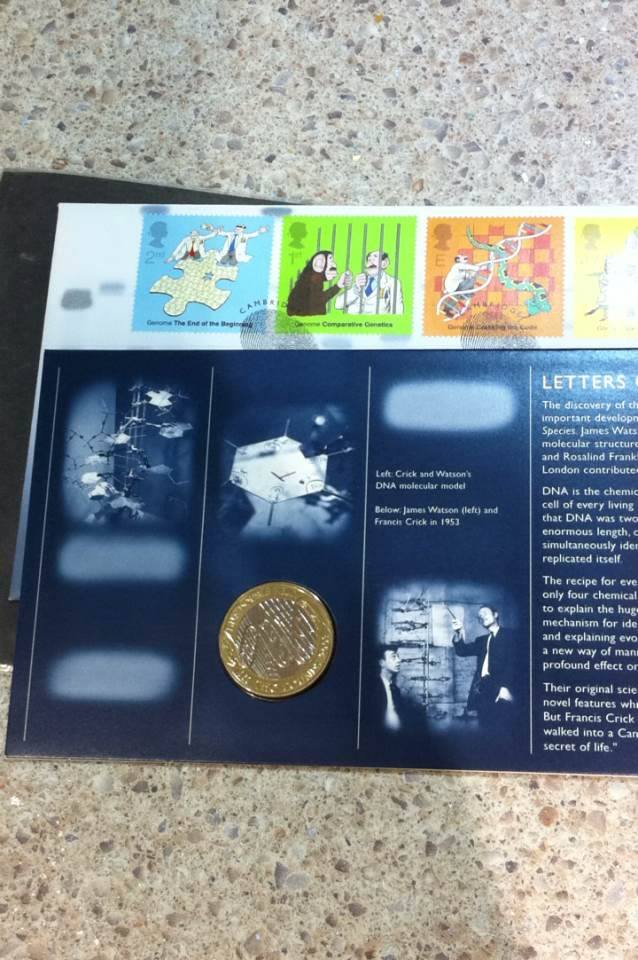 2nd
1st
E
CAMBRID
Genome The End of the Beginning
Genome Comparative Genetics
Genome Cracking the Code
LETTERS
The discovery of th
important developm
Species. James Wats
molecular structure
and Rosalind Frankl
London contributed
DNA is the chemic
cell of every living
that DNA was two
enormous length, c
simultaneously iden
replicated itself.
The recipe for eve
only four chemical
to explain the huge
mechanism for ide
and explaining evo
a new way of mani
profound effect on
Their original scie
novel features whi
But Francis Crick
walked into a Cam
secret of life."
Left: Crick and Watson's
DNA molecular model
Below: James Watson (left) and
Francis Crick in 1953